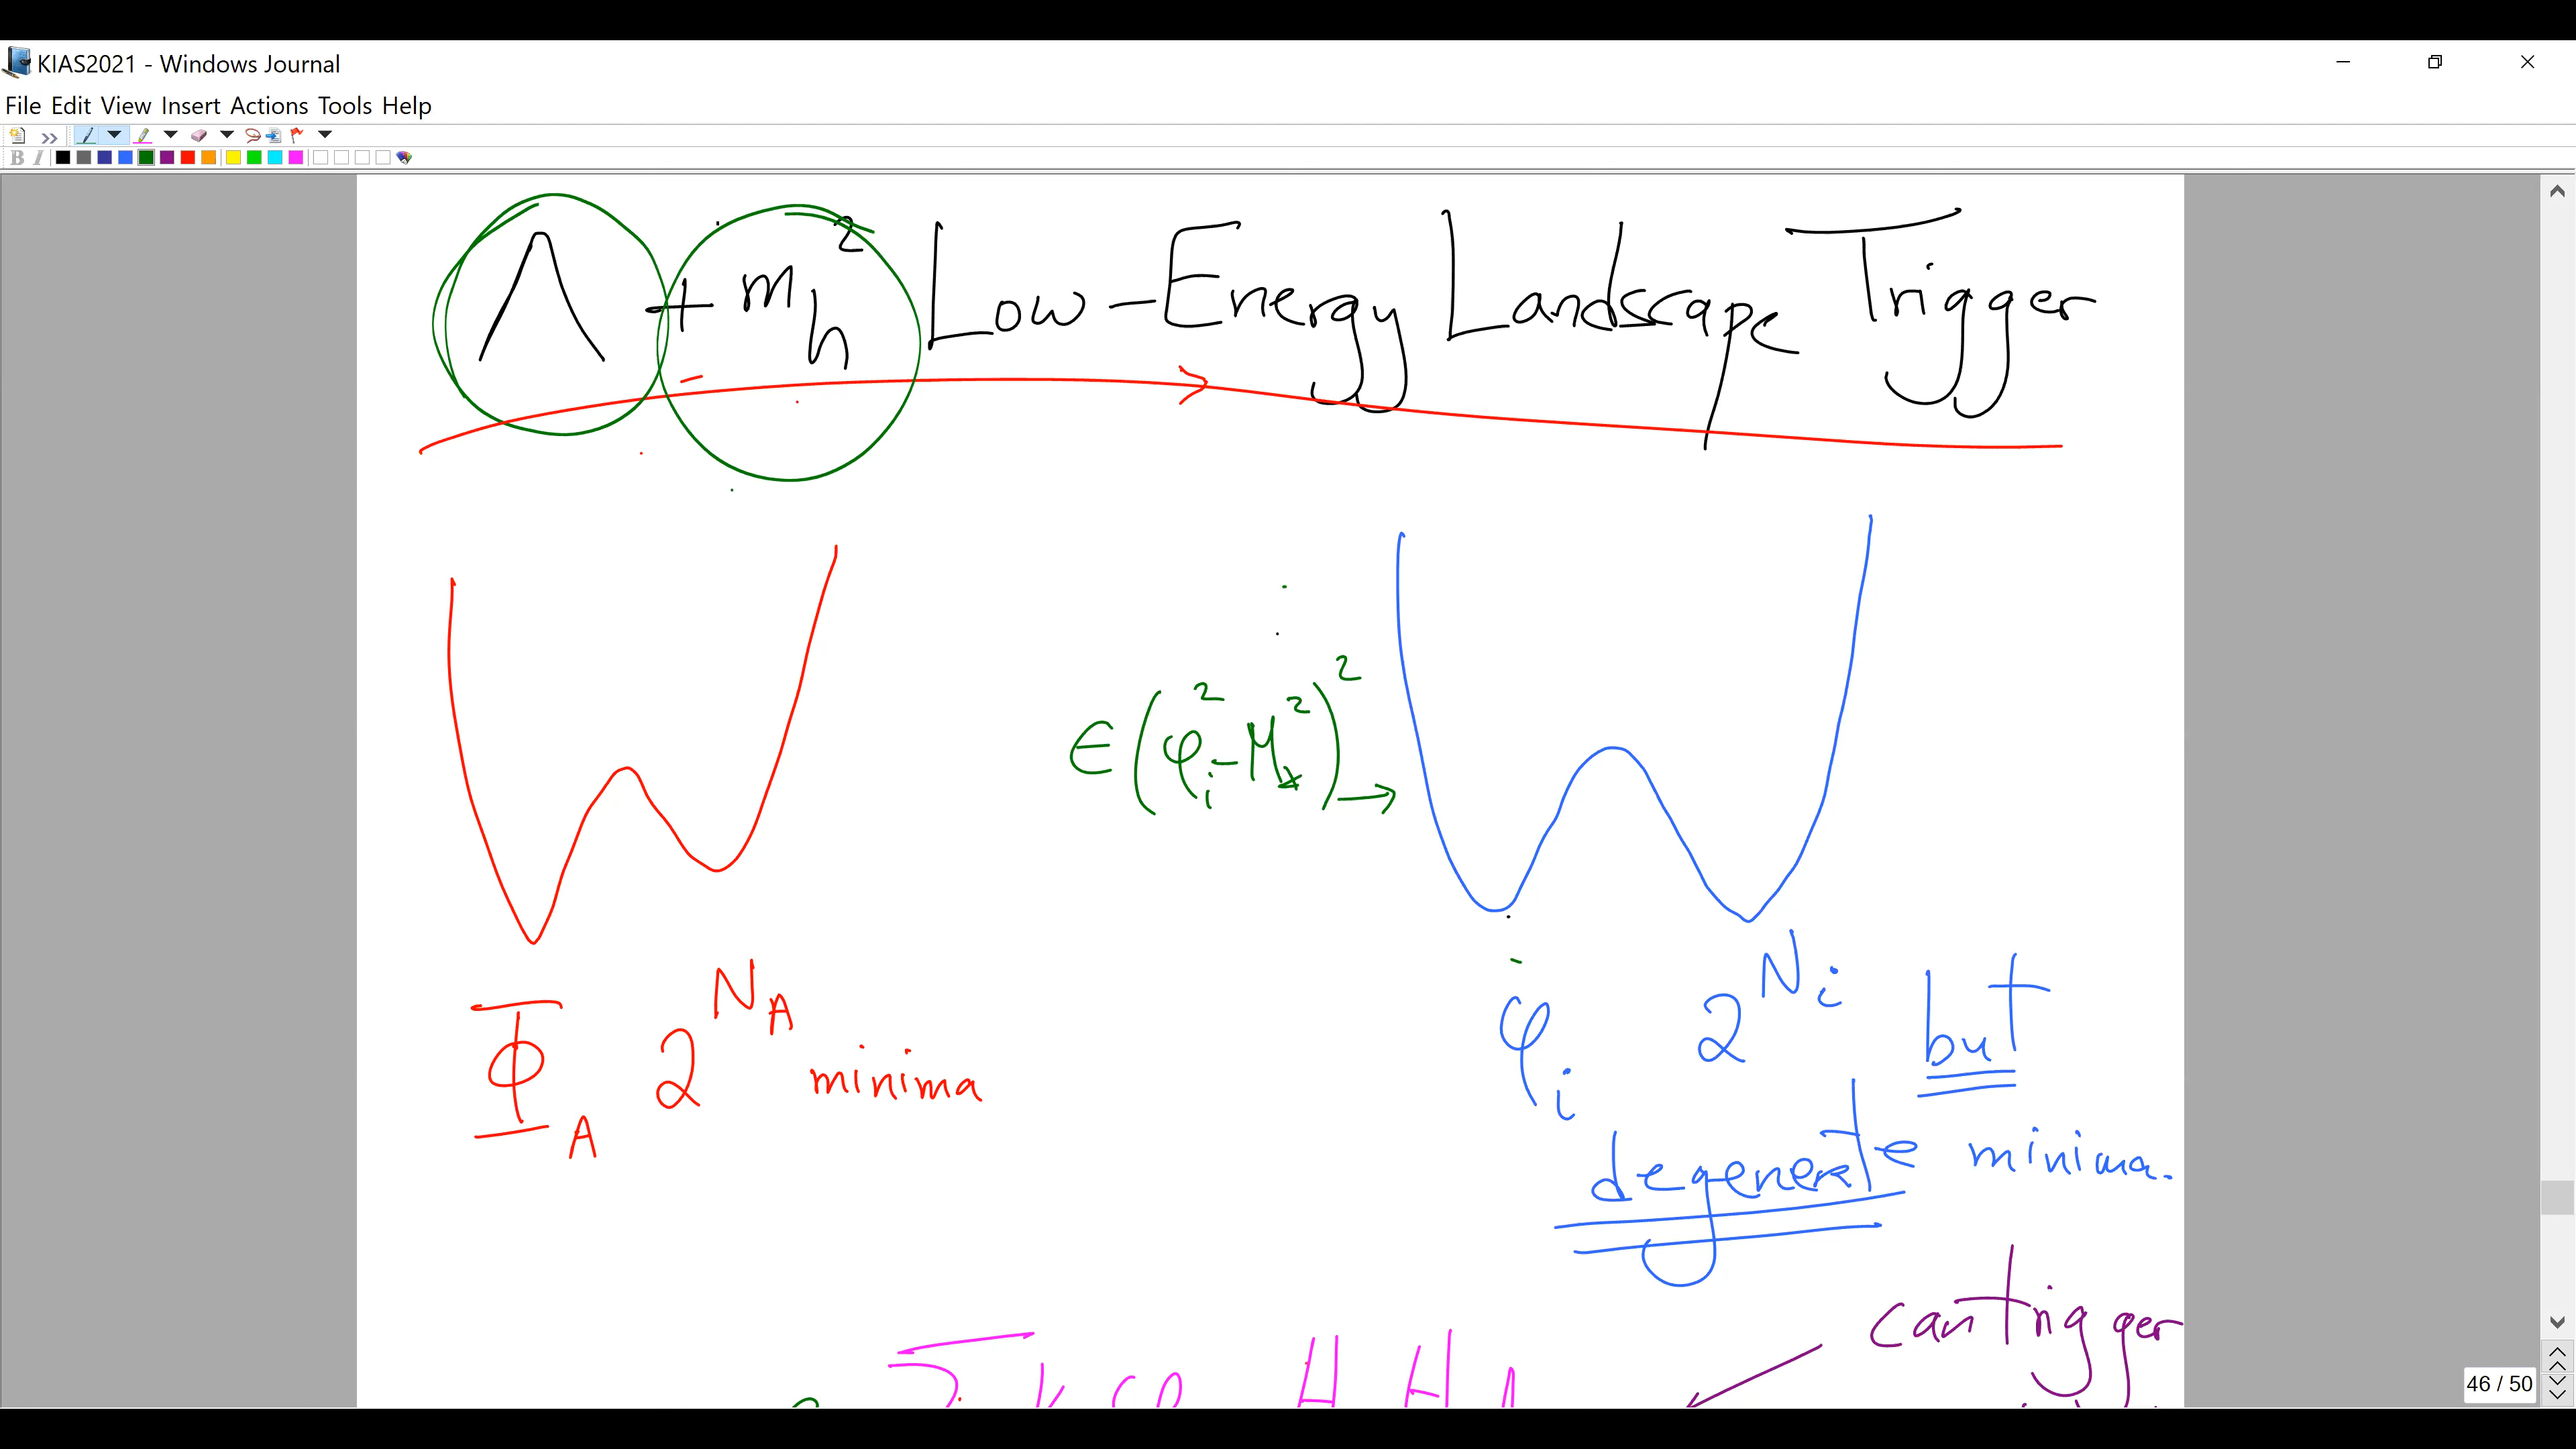 KIAS2021 - Windows Journal
File Edit View Insert Actions Tools Help
B I
Λ + m_h^2 Low-Energy Landscape Trigger
ϵ(φ_i^2 - M_*^2)^2 →
Φ_A 2^{N_A} minima
φ_i 2^{N_i} but
degenerate minima.
can trigger
46 / 50